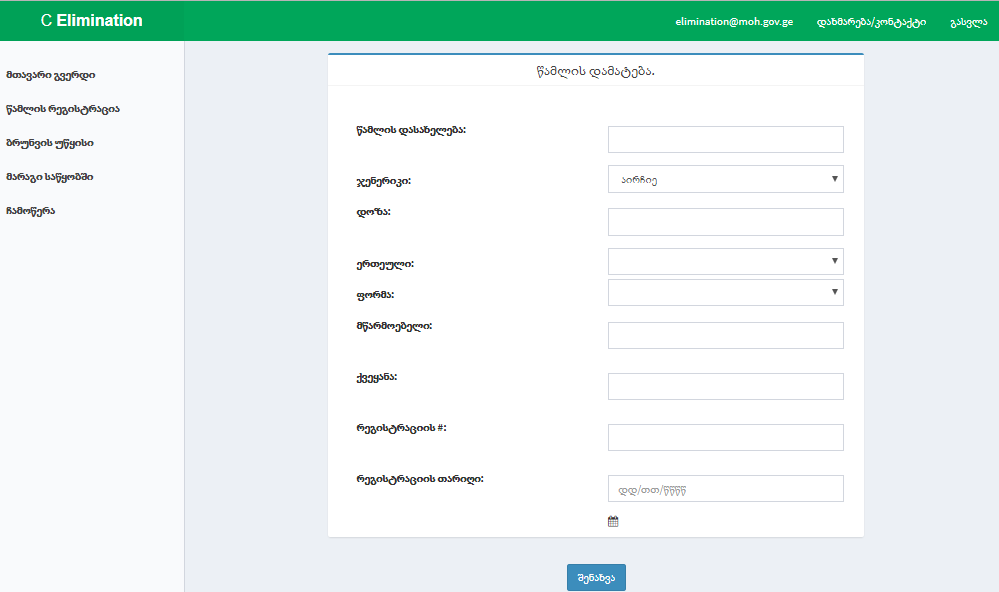 C Elimination
elimination@moh.gov.ge დახმარება/კონტაქტი გასვლა
მთავარი გვერდი
წამლის რეგისტრაცია
ბრუნვის უწყისი
მარაგი საწყობში
ჩამოწერა
წამლის დამატება.
წამლის დასახელება:
ჯენერიკი: აირჩიე
დოზა:
ერთეული:
ფორმა:
მწარმოებელი:
ქვეყანა:
რეგისტრაციის #:
რეგისტრაციის თარიღი:
დდ/თთ/წწწწ
შენახვა